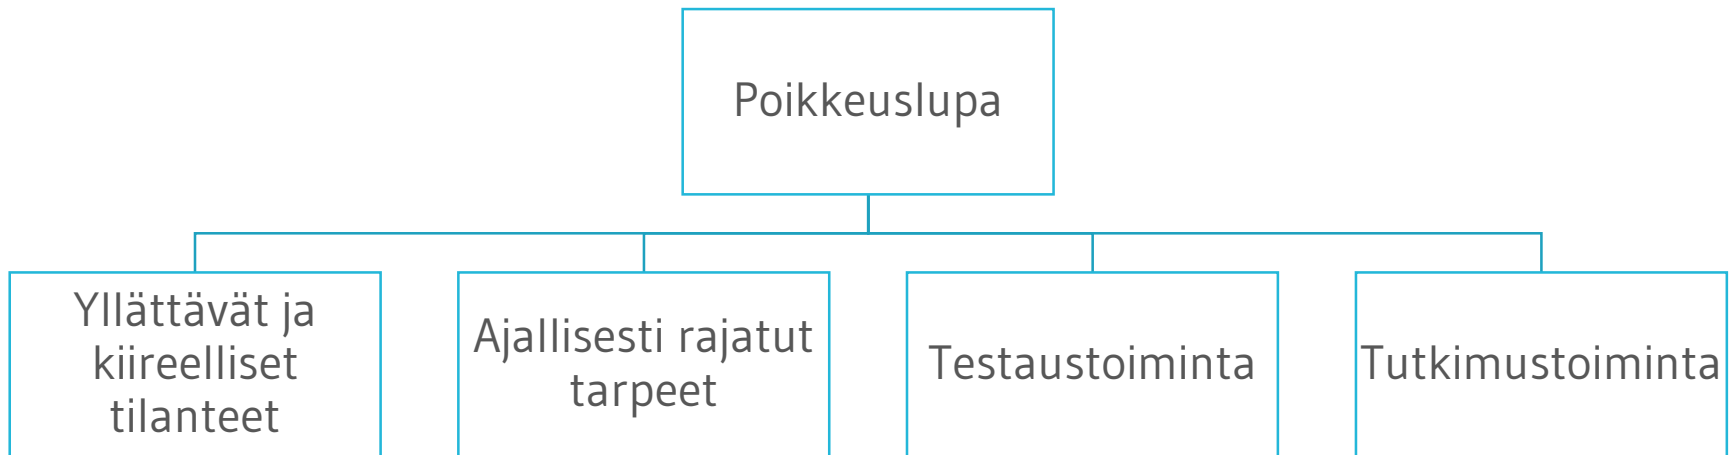 Poikkeuslupa
Yllättävät ja
kiireelliset
tilanteet
Ajallisesti rajatut
tarpeet
Testaustoiminta
Tutkimustoiminta